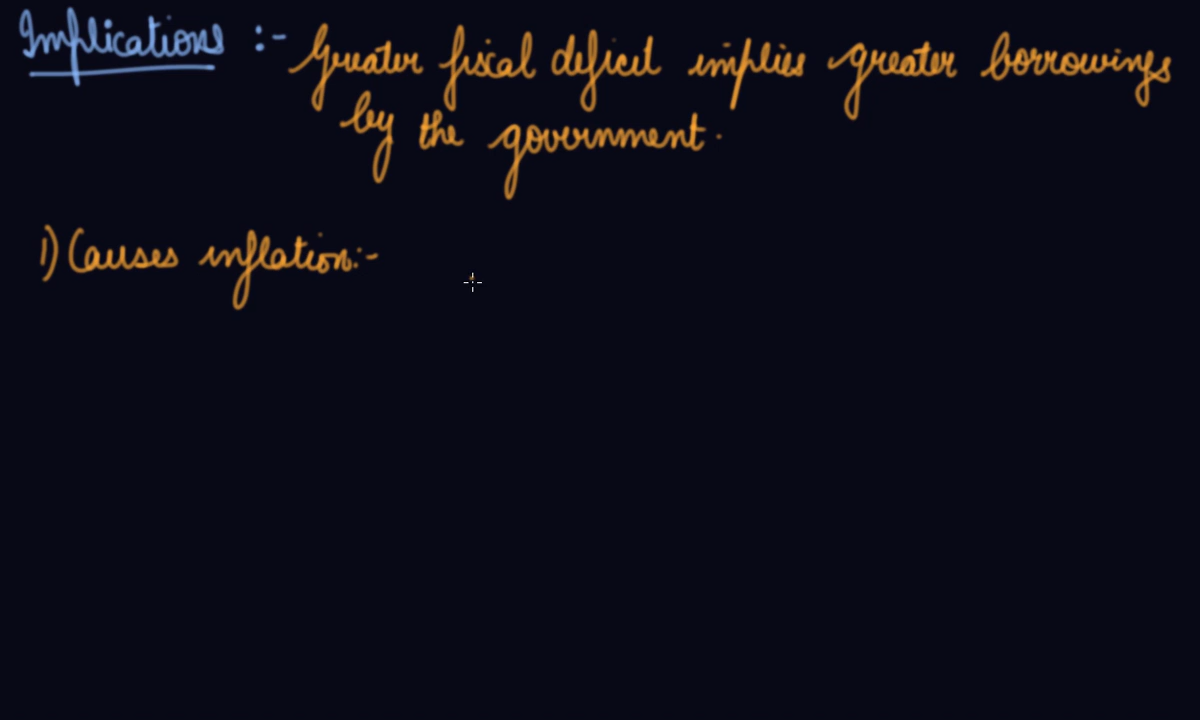 Implications :- Greater fiscal deficit implies greater borrowings
by the government.
1) Causes inflation:-